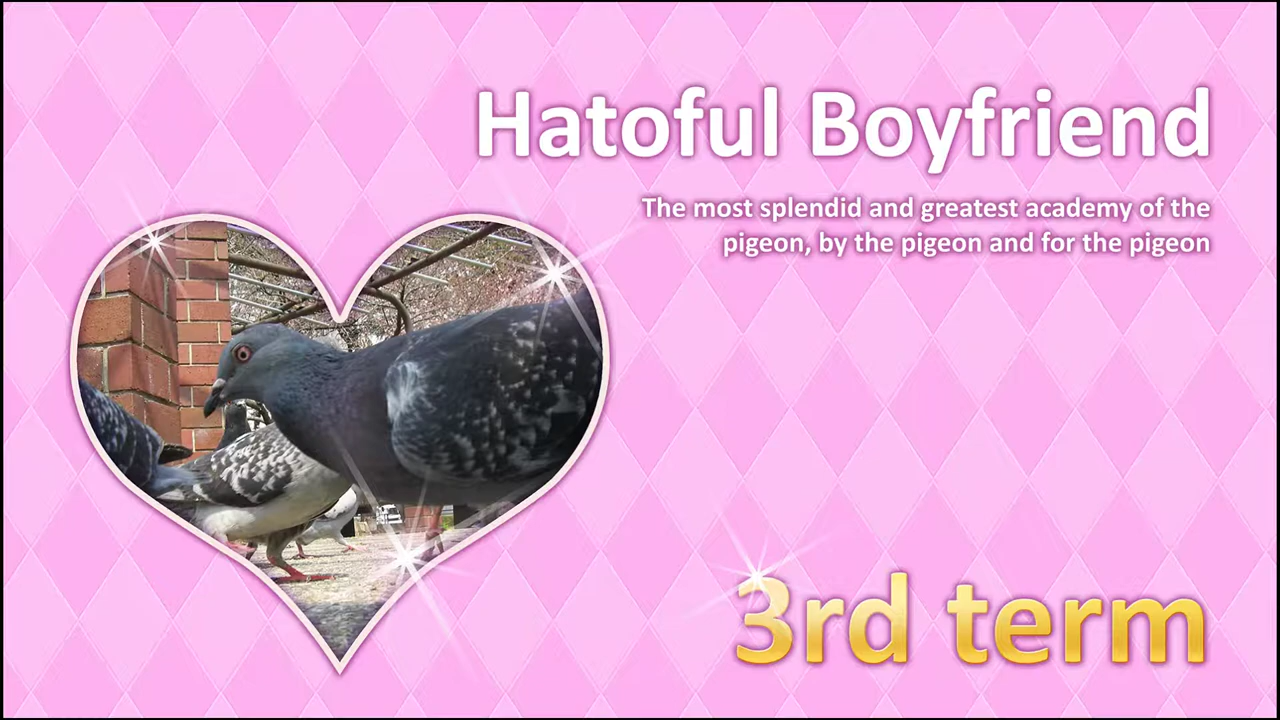 Hatoful Boyfriend
The most splendid and greatest academy of the
pigeon, by the pigeon and for the pigeon
3rd term